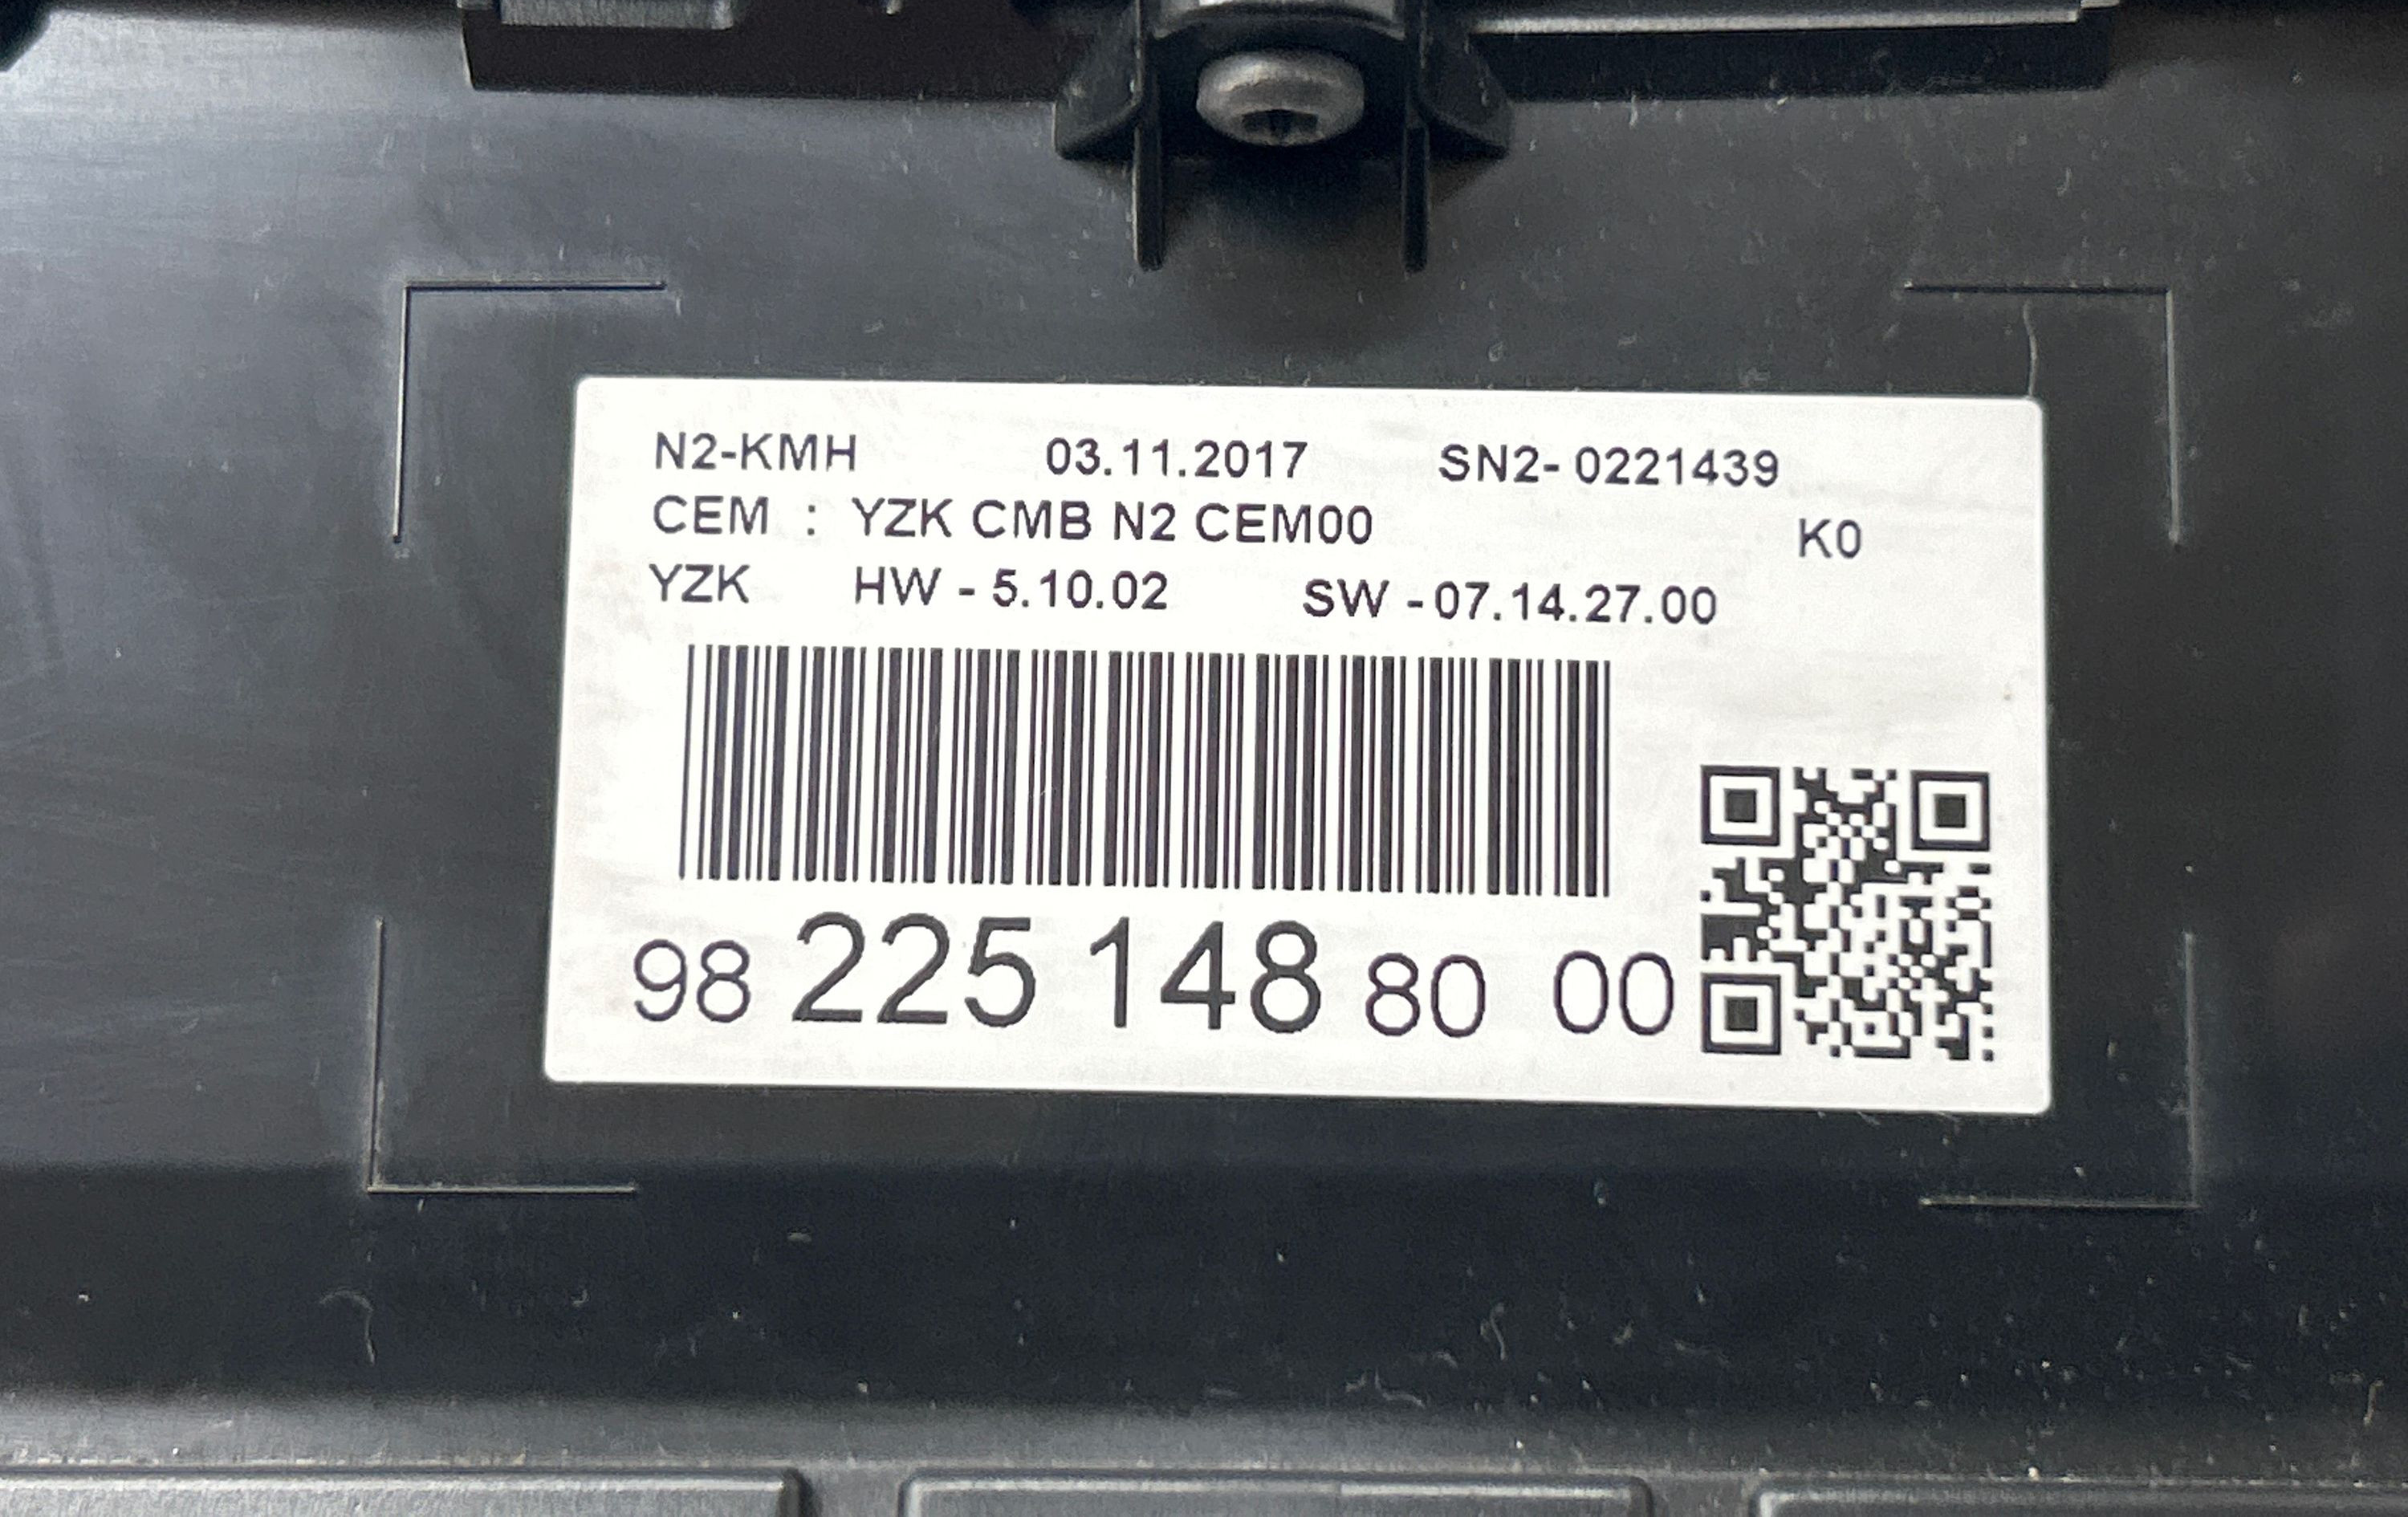 N2-KMH 03.11.2017 SN2- 0221439
CEM : YZK CMB N2 CEM00 K0
YZK HW - 5.10.02 SW - 07.14.27.00
98 225 148 80 00